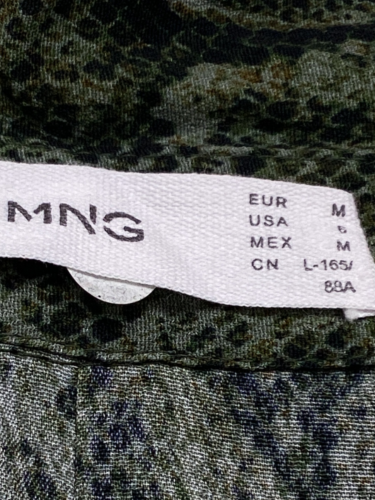 MNG
EUR M
USA 6
MEX M
CN L-165/
88A